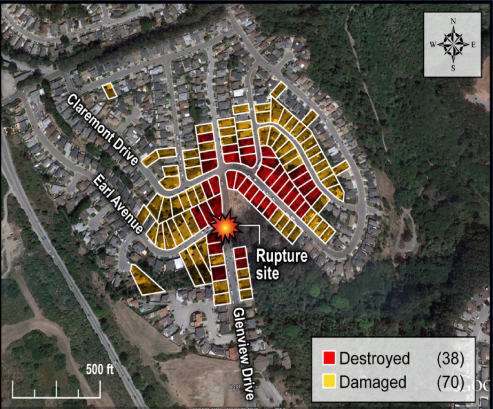 N
W E
S
Claremont Drive
Earl Avenue
Rupture
site
Glenview Drive
500 ft
Destroyed (38)
Damaged (70)